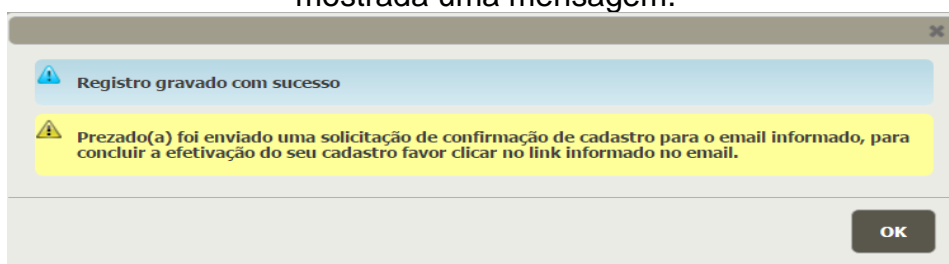 mostrada uma mensagem.
Registro gravado com sucesso
Prezado(a) foi enviado uma solicitação de confirmação de cadastro para o email informado, para
concluir a efetivação do seu cadastro favor clicar no link informado no email.
OK